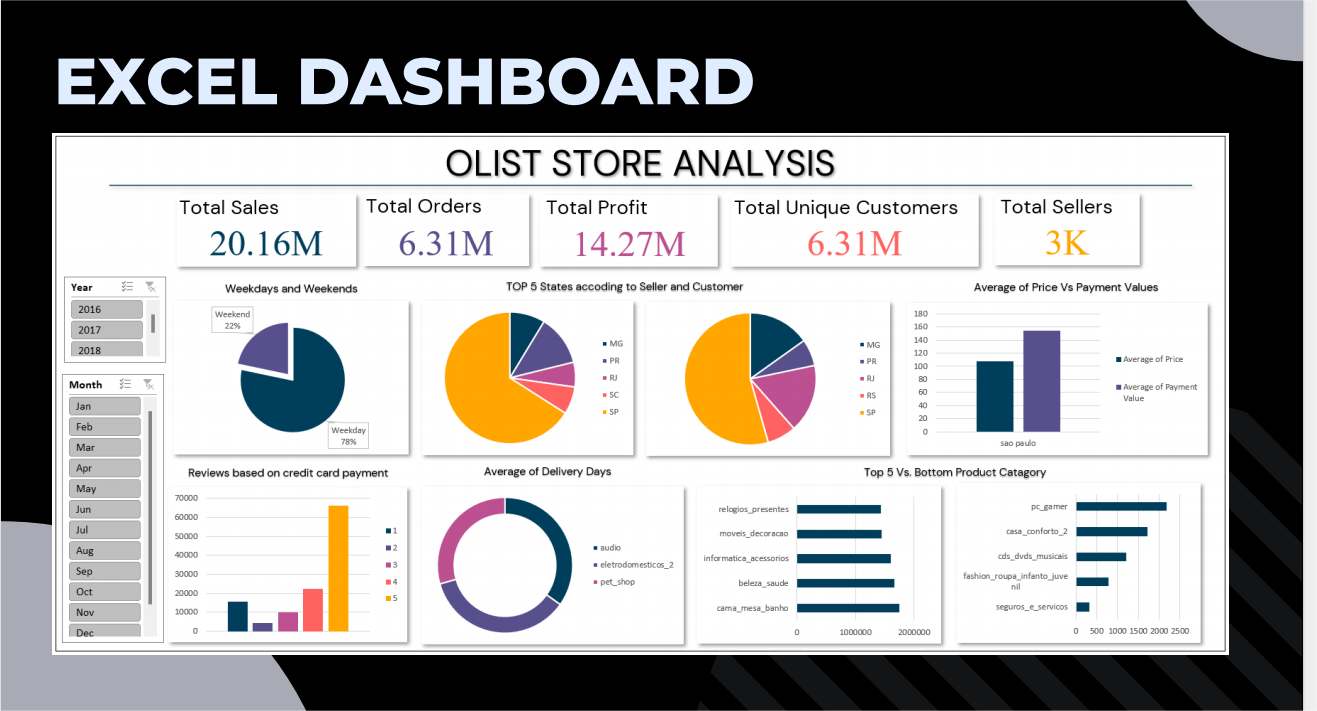 EXCEL DASHBOARD
OLIST STORE ANALYSIS
Total Sales
20.16M
Total Orders
6.31M
Total Profit
14.27M
Total Unique Customers
6.31M
Total Sellers
3K
Year
2016
2017
2018
Month
Jan
Feb
Mar
Apr
May
Jun
Jul
Aug
Sep
Oct
Nov
Dec
Weekdays and Weekends
Weekend
22%
Weekday
78%
TOP 5 States accoding to Seller and Customer
MG
PR
RJ
SC
SP
MG
PR
RJ
RS
SP
Average of Price Vs Payment Values
180
160
140
120
100
80
60
40
20
0
sao paulo
Average of Price
Average of Payment
Value
Reviews based on credit card payment
70000
60000
50000
40000
30000
20000
10000
0
1
2
3
4
5
Average of Delivery Days
audio
eletrodomesticos_2
pet_shop
Top 5 Vs. Bottom Product Catagory
relogios_presentes
moveis_decoracao
informatica_acessorios
beleza_saude
cama_mesa_banho
0 1000000 2000000
pc_gamer
casa_conforto_2
cds_dvds_musicais
fashion_roupa_infanto_juve
nil
seguros_e_servicos
0 500 1000 1500 2000 2500